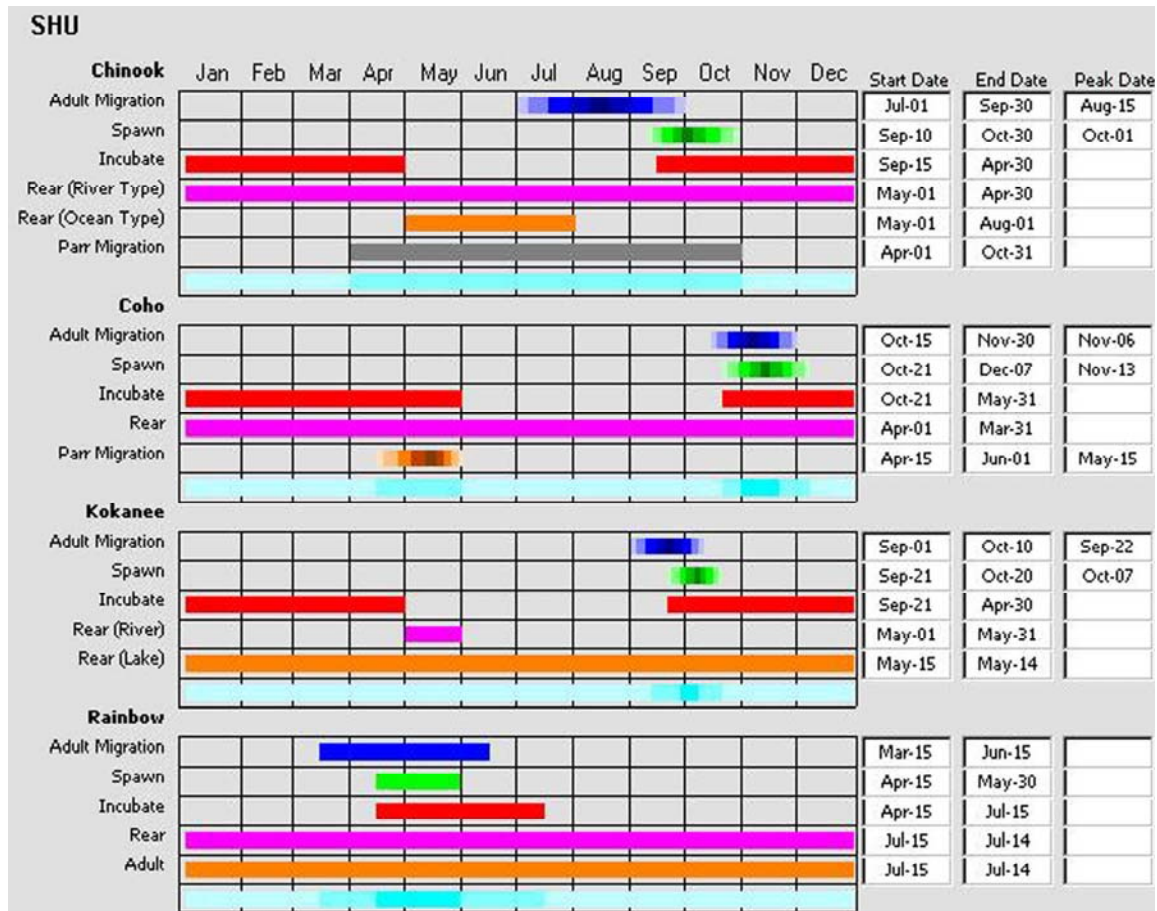 SHU
Chinook Jan Feb Mar Apr May Jun Jul Aug Sep Oct Nov Dec Start Date End Date Peak Date
Adult Migration Jul-01 Sep-30 Aug-15
Spawn Sep-10 Oct-30 Oct-01
Incubate Sep-15 Apr-30
Rear (River Type) May-01 Apr-30
Rear (Ocean Type) May-01 Aug-01
Parr Migration Apr-01 Oct-31
Coho
Adult Migration Oct-15 Nov-30 Nov-06
Spawn Oct-21 Dec-07 Nov-13
Incubate Oct-21 May-31
Rear Apr-01 Mar-31
Parr Migration Apr-15 Jun-01 May-15
Kokanee
Adult Migration Sep-01 Oct-10 Sep-22
Spawn Sep-21 Oct-20 Oct-07
Incubate Sep-21 Apr-30
Rear (River) May-01 May-31
Rear (Lake) May-15 May-14
Rainbow
Adult Migration Mar-15 Jun-15
Spawn Apr-15 May-30
Incubate Apr-15 Jul-15
Rear Jul-15 Jul-14
Adult Jul-15 Jul-14